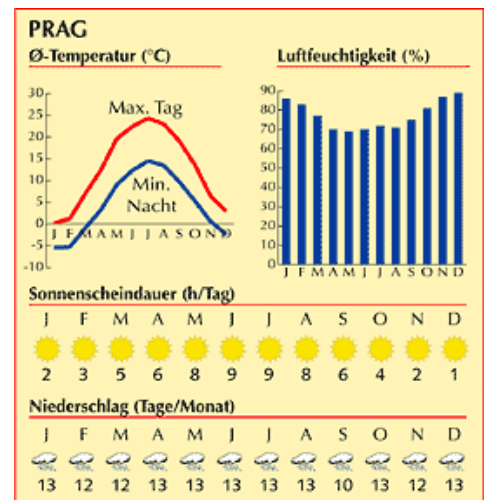 PRAG
Ø-Temperatur (°C)
30
25
20
15
10
5
0
-5
-10
Max. Tag
Min.
Nacht
J F M A M J J A S O N D
Luftfeuchtigkeit (%)
90
80
70
60
50
40
30
20
10
0
J F M A M J J A S O N D
Sonnenscheindauer (h/Tag)
J F M A M J J A S O N D
2 3 5 6 8 9 9 8 6 4 2 1
Niederschlag (Tage/Monat)
J F M A M J J A S O N D
13 12 12 13 13 13 13 13 10 13 12 13